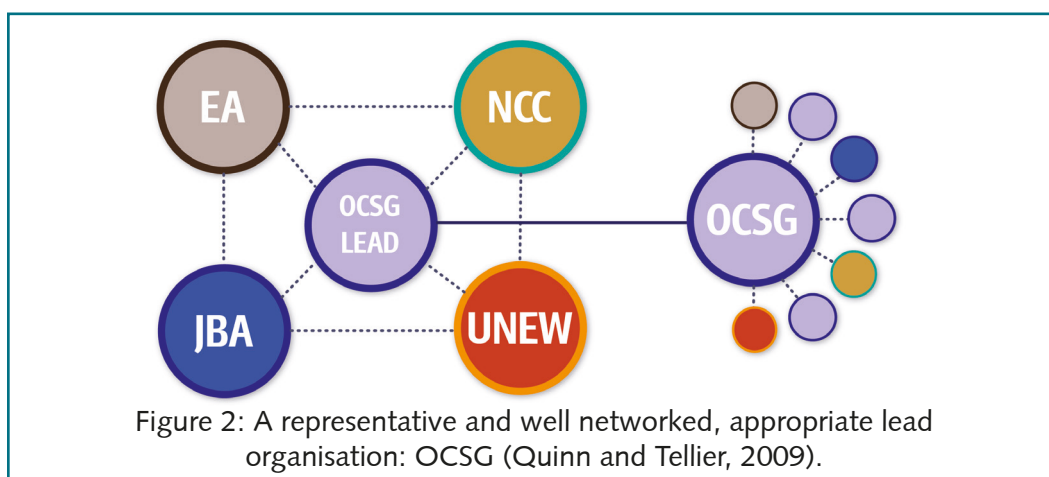 EA
NCC
OCSG
LEAD
OCSG
JBA
UNEW
Figure 2: A representative and well networked, appropriate lead
organisation: OCSG (Quinn and Tellier, 2009).